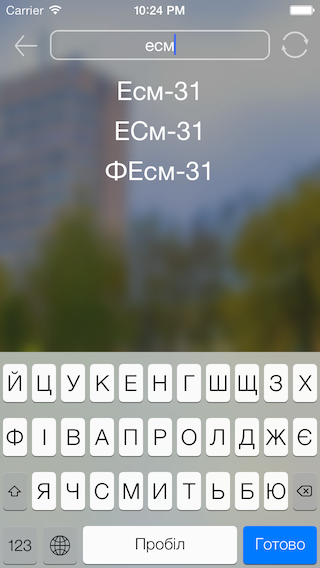 Carrier 10:24 PM
есм
Есм-31
ЕСм-31
ФЕсм-31
Й Ц У К Е Н Г Ш Щ З Х
Ф І В А П Р О Л Д Ж Є
Я Ч С М И Т Ь Б Ю
123 Пробіл Готово